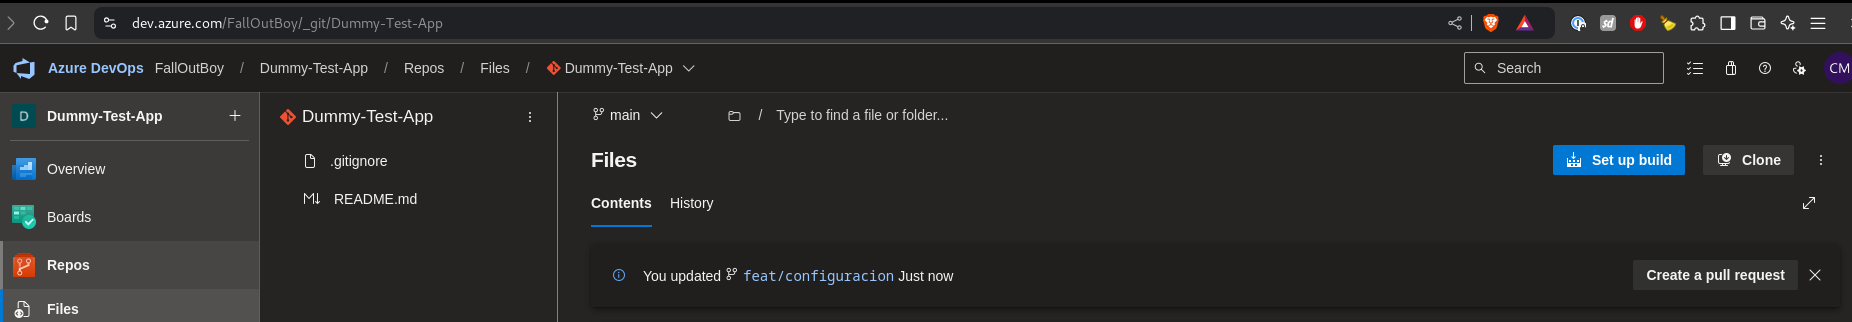 dev.azure.com/FallOutBoy/_git/Dummy-Test-App
Azure DevOps FallOutBoy / Dummy-Test-App / Repos / Files / Dummy-Test-App
Search
CM
D Dummy-Test-App +
Overview
Boards
Repos
Files
Dummy-Test-App
.gitignore
README.md
main
/ Type to find a file or folder...
Files
Set up build
Clone
Contents History
You updated feat/configuracion Just now
Create a pull request